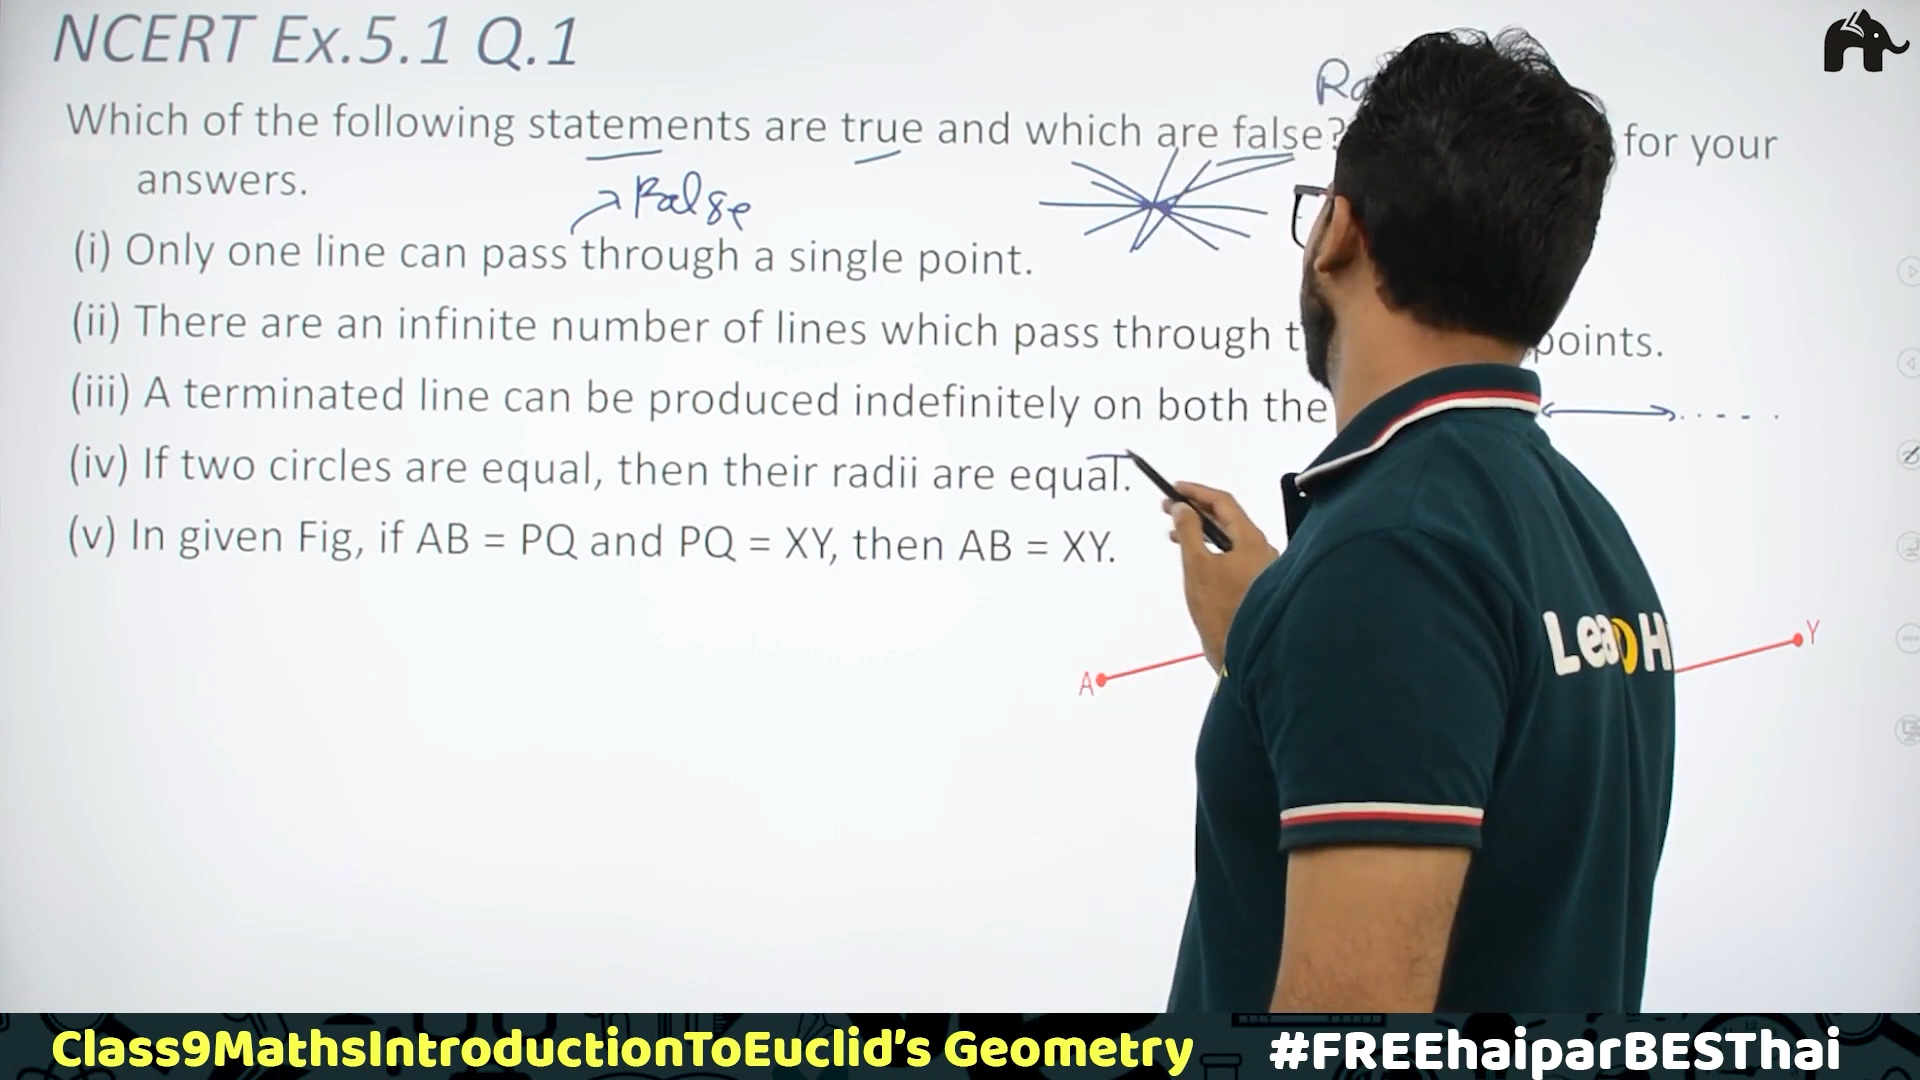 NCERT Ex.5.1 Q.1
Which of the following statements are true and which are false? for your
answers.
False
(i) Only one line can pass through a single point.
(ii) There are an infinite number of lines which pass through points.
(iii) A terminated line can be produced indefinitely on both the
(iv) If two circles are equal, then their radii are equal.
(v) In given Fig, if AB = PQ and PQ = XY, then AB = XY.
A
Y
Class9MathsIntroductionToEuclid's Geometry #FREEhaiparBESThai